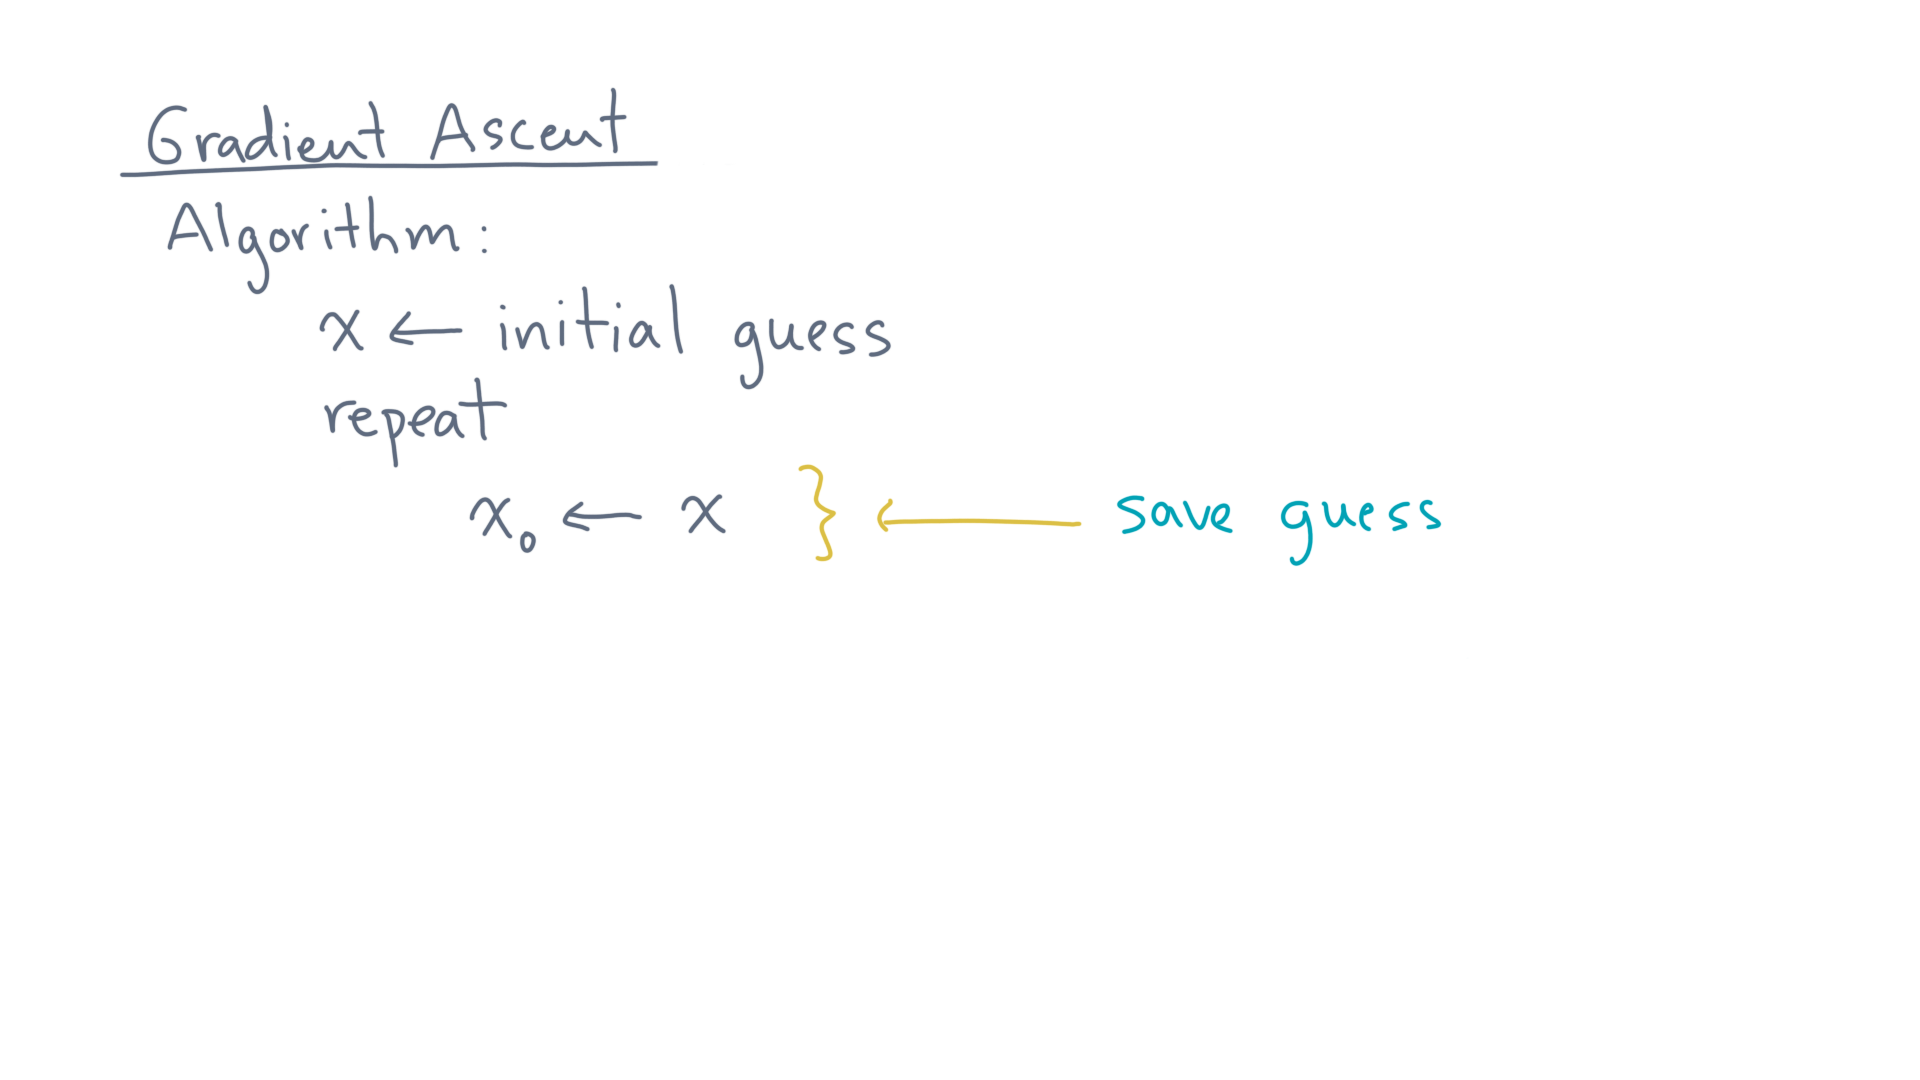 Gradient Ascent
Algorithm:
x ← initial guess
repeat
x₀ ← x } ← save guess